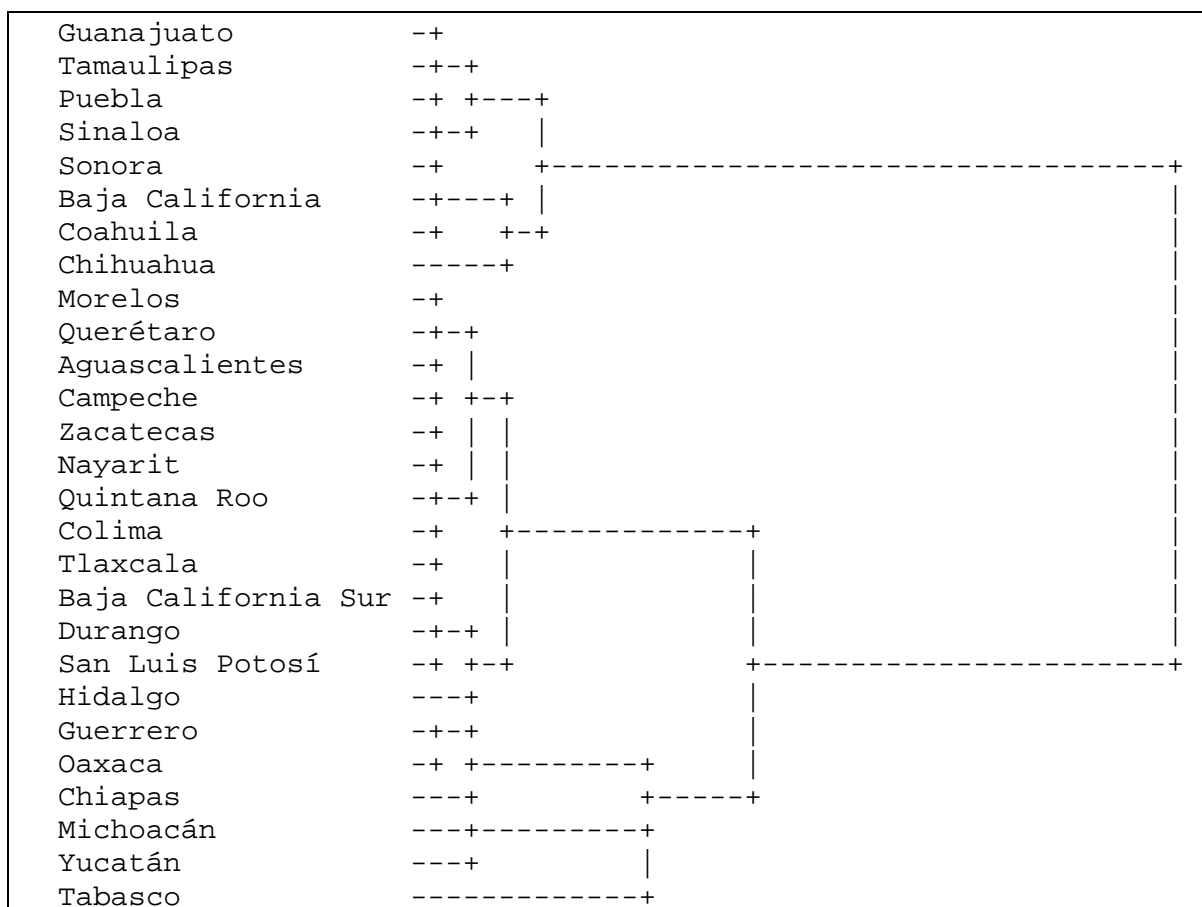 Guanajuato          -+
Tamaulipas          -+-+
Puebla              -+ +---+
Sinaloa             -+-+   |
Sonora              -+     +-----------------------------------+
Baja California     -+---+ |                                   |
Coahuila            -+   +-+                                   |
Chihuahua           -----+                                     |
Morelos             -+                                         |
Querétaro           -+-+                                       |
Aguascalientes      -+ |                                       |
Campeche            -+ +-+                                     |
Zacatecas           -+ | |                                     |
Nayarit             -+ | |                                     |
Quintana Roo        -+-+ |                                     |
Colima              -+   +-------------+                       |
Tlaxcala            -+   |             |                       |
Baja California Sur -+   |             |                       |
Durango             -+-+ |             |                       |
San Luis Potosí     -+ +-+             +-----------------------+
Hidalgo             ---+               |
Guerrero            -+-+               |
Oaxaca              -+ +---------+     |
Chiapas             ---+         +-----+
Michoacán           ---+---------+
Yucatán             ---+         |
Tabasco             -------------+